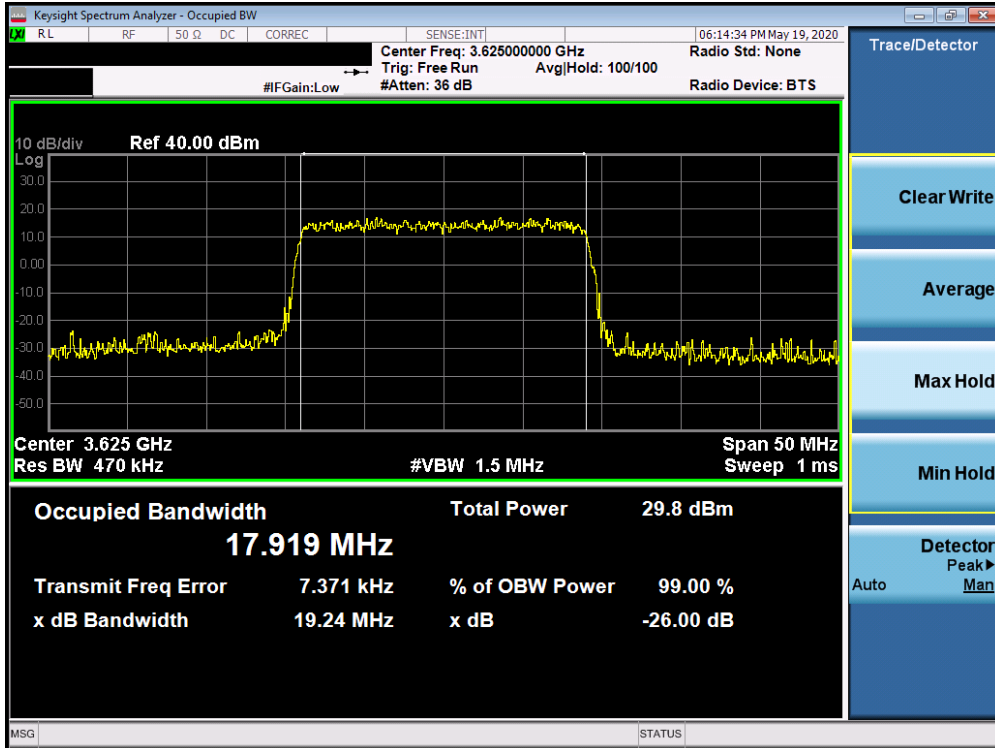 Keysight Spectrum Analyzer - Occupied BW
LXI RL RF 50 Ω DC CORREC SENSE:INT 06:14:34 PM May 19, 2020
Center Freq: 3.625000000 GHz Radio Std: None
Trig: Free Run Avg|Hold: 100/100
#IFGain:Low #Atten: 36 dB Radio Device: BTS
10 dB/div Ref 40.00 dBm
Log
30.0
20.0
10.0
0.00
-10.0
-20.0
-30.0
-40.0
-50.0
Center 3.625 GHz Span 50 MHz
Res BW 470 kHz #VBW 1.5 MHz Sweep 1 ms
Occupied Bandwidth Total Power 29.8 dBm
17.919 MHz
Transmit Freq Error 7.371 kHz % of OBW Power 99.00 %
x dB Bandwidth 19.24 MHz x dB -26.00 dB
MSG STATUS
Trace/Detector
Clear Write
Average
Max Hold
Min Hold
Detector
Peak▶
Auto Man